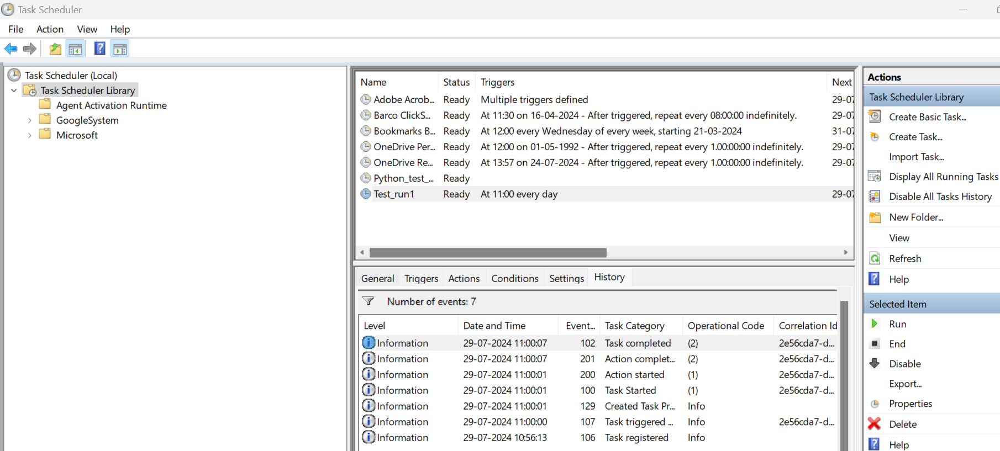 Task Scheduler
File Action View Help
Task Scheduler (Local)
Task Scheduler Library
Agent Activation Runtime
GoogleSystem
Microsoft
Name Status Triggers Next
Adobe Acrob... Ready Multiple triggers defined 29-07
Barco ClickS... Ready At 11:30 on 16-04-2024 - After triggered, repeat every 08:00:00 indefinitely. 29-07
Bookmarks B... Ready At 12:00 every Wednesday of every week, starting 21-03-2024 31-07
OneDrive Per... Ready At 12:00 on 01-05-1992 - After triggered, repeat every 1.00:00:00 indefinitely. 29-07
OneDrive Re... Ready At 13:57 on 24-07-2024 - After triggered, repeat every 1.00:00:00 indefinitely. 29-07
Python_test_... Ready
Test_run1 Ready At 11:00 every day 29-07
General Triggers Actions Conditions Settings History
Number of events: 7
Level Date and Time Event... Task Category Operational Code Correlation Id
Information 29-07-2024 11:00:07 102 Task completed (2) 2e56cda7-d...
Information 29-07-2024 11:00:07 201 Action complet... (2) 2e56cda7-d...
Information 29-07-2024 11:00:01 200 Action started (1) 2e56cda7-d...
Information 29-07-2024 11:00:01 100 Task Started (1) 2e56cda7-d...
Information 29-07-2024 11:00:01 129 Created Task Pr... Info
Information 29-07-2024 11:00:00 107 Task triggered ... Info 2e56cda7-d...
Information 29-07-2024 10:56:13 106 Task registered Info
Actions
Task Scheduler Library
Create Basic Task...
Create Task...
Import Task...
Display All Running Tasks
Disable All Tasks History
New Folder...
View
Refresh
Help
Selected Item
Run
End
Disable
Export...
Properties
Delete
Help